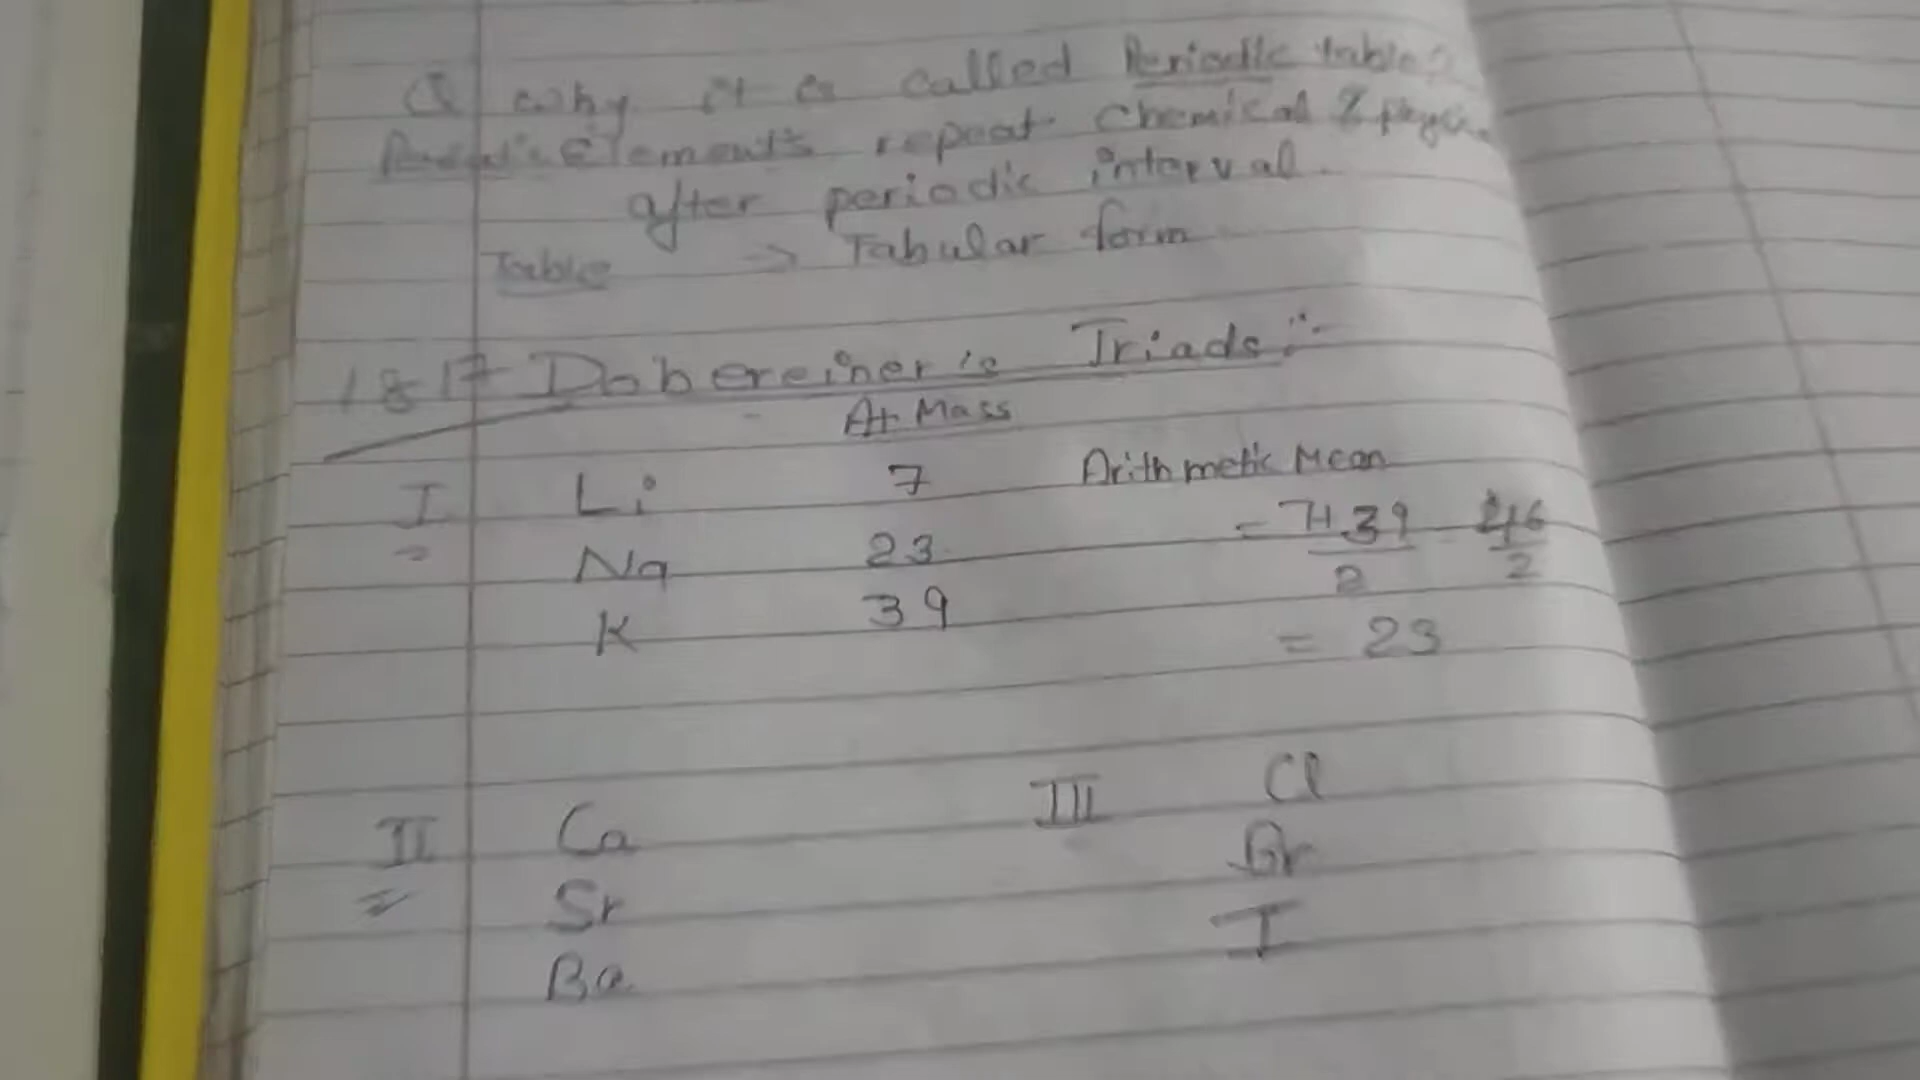 Q why it is called Periodic table?
Elements repeat chemical &
after periodic interval.
Table → Tabular form
1817 Dobereiner's Triads :-
At Mass
I Li 7 Arithmetic Mean
Na 23 = 7+39/2 46/2
K 39 = 23
II Ca III Cl
Sr Br
Ba I